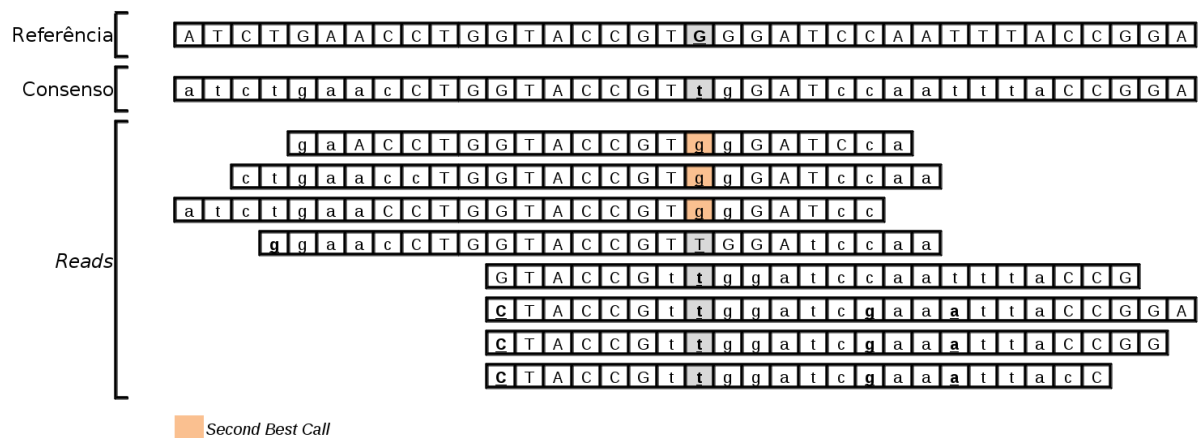 Referência A T C T G A A C C T G G T A C C G T G G G A T C C A A T T T A C C G G A
Consenso a t c t g a a c C T G G T A C C G T t g G A T C c a a t t t a C C G G A
g a A C C T G G T A C C G T g g G A T C c a
c t g a a c c T G G T A C C G T g g G A T c c a a
a t c t g a a C C T G G T A C C G T g g G A T c c
g g a a c C T G G T A C C G T T G G A t c c a a
Reads
G T A C C G t t g g a t c c a a t t t a C C G
C T A C C G t t g g a t c g a a a t t a C C G G A
C T A C C G t t g g a t c g a a a t t a C C G G
C T A C C G t t g g a t c g a a a t t a c C
Second Best Call